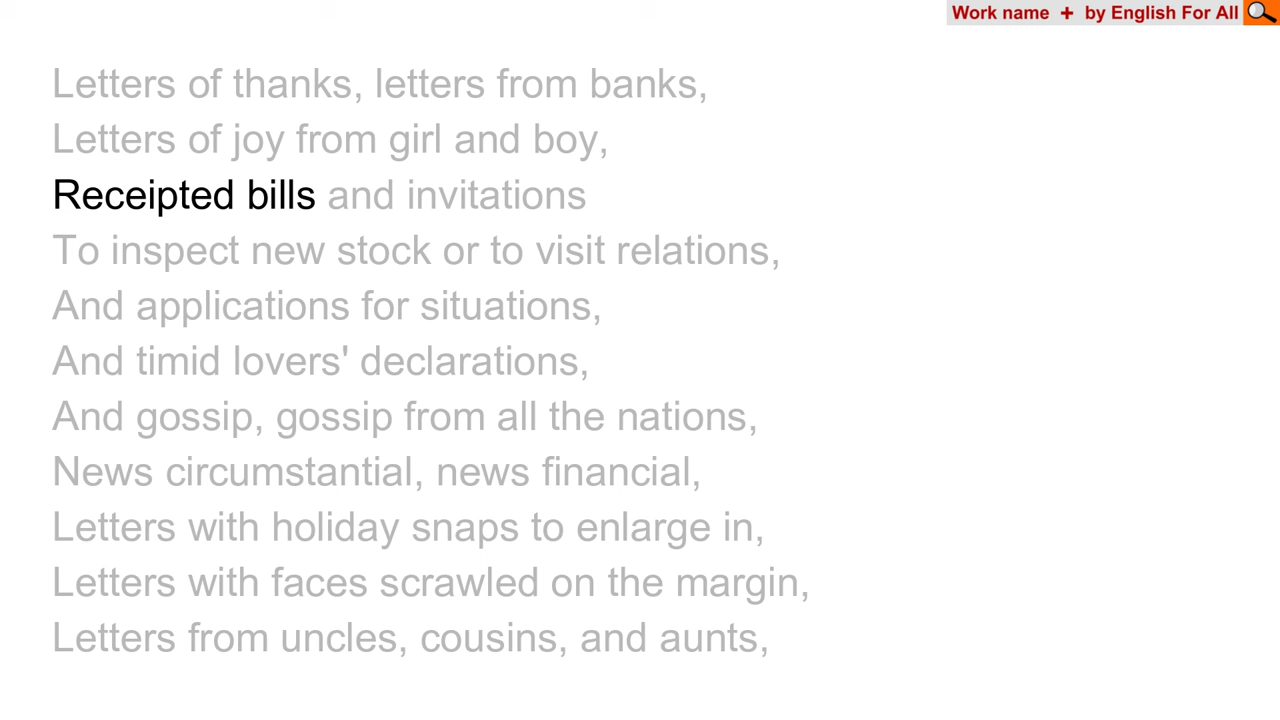 Work name + by English For All
Letters of thanks, letters from banks,
Letters of joy from girl and boy,
Receipted bills and invitations
To inspect new stock or to visit relations,
And applications for situations,
And timid lovers' declarations,
And gossip, gossip from all the nations,
News circumstantial, news financial,
Letters with holiday snaps to enlarge in,
Letters with faces scrawled on the margin,
Letters from uncles, cousins, and aunts,